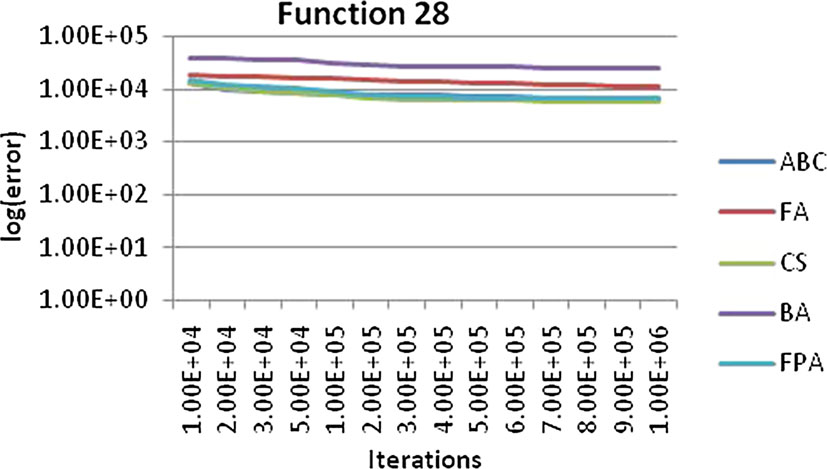 Function 28
1.00E+05
1.00E+04
1.00E+03
1.00E+02
1.00E+01
1.00E+00
log(error)
1.00E+04
2.00E+04
3.00E+04
5.00E+04
1.00E+05
2.00E+05
3.00E+05
4.00E+05
5.00E+05
6.00E+05
7.00E+05
8.00E+05
9.00E+05
1.00E+06
Iterations
ABC
FA
CS
BA
FPA